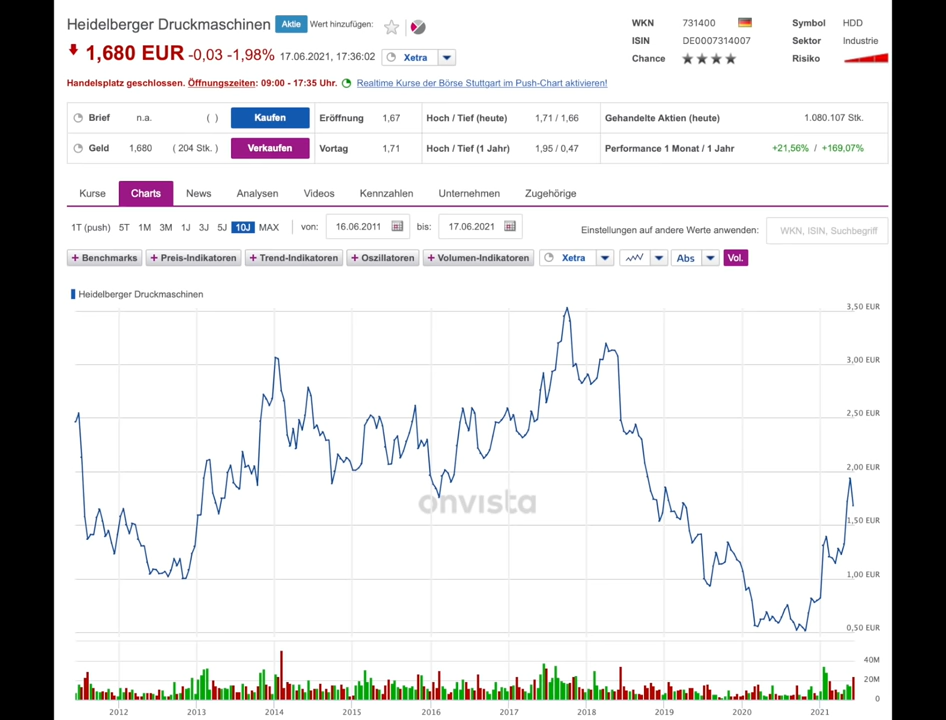 Heidelberger Druckmaschinen Aktie Wert hinzufügen:
1,680 EUR -0,03 -1,98% 17.06.2021, 17:36:02 Xetra
WKN 731400 Symbol HDD
ISIN DE0007314007 Sektor Industrie
Chance ★★★★ Risiko
Handelsplatz geschlossen. Öffnungszeiten: 09:00 - 17:35 Uhr. Realtime Kurse der Börse Stuttgart im Push-Chart aktivieren!
Brief n.a. ( ) Kaufen Eröffnung 1,67 Hoch / Tief (heute) 1,71 / 1,66 Gehandelte Aktien (heute) 1.080.107 Stk.
Geld 1,680 ( 204 Stk. ) Verkaufen Vortag 1,71 Hoch / Tief (1 Jahr) 1,95 / 0,47 Performance 1 Monat / 1 Jahr +21,56% / +169,07%
Kurse Charts News Analysen Videos Kennzahlen Unternehmen Zugehörige
1T (push) 5T 1M 3M 1J 3J 5J 10J MAX von: 16.06.2011 bis: 17.06.2021 Einstellungen auf andere Werte anwenden: WKN, ISIN, Suchbegriff
+ Benchmarks + Preis-Indikatoren + Trend-Indikatoren + Oszillatoren + Volumen-Indikatoren Xetra Abs Vol.
Heidelberger Druckmaschinen
3,50 EUR
3,00 EUR
2,50 EUR
2,00 EUR
onvista
1,50 EUR
1,00 EUR
0,50 EUR
40M
20M
0
2012 2013 2014 2015 2016 2017 2018 2019 2020 2021